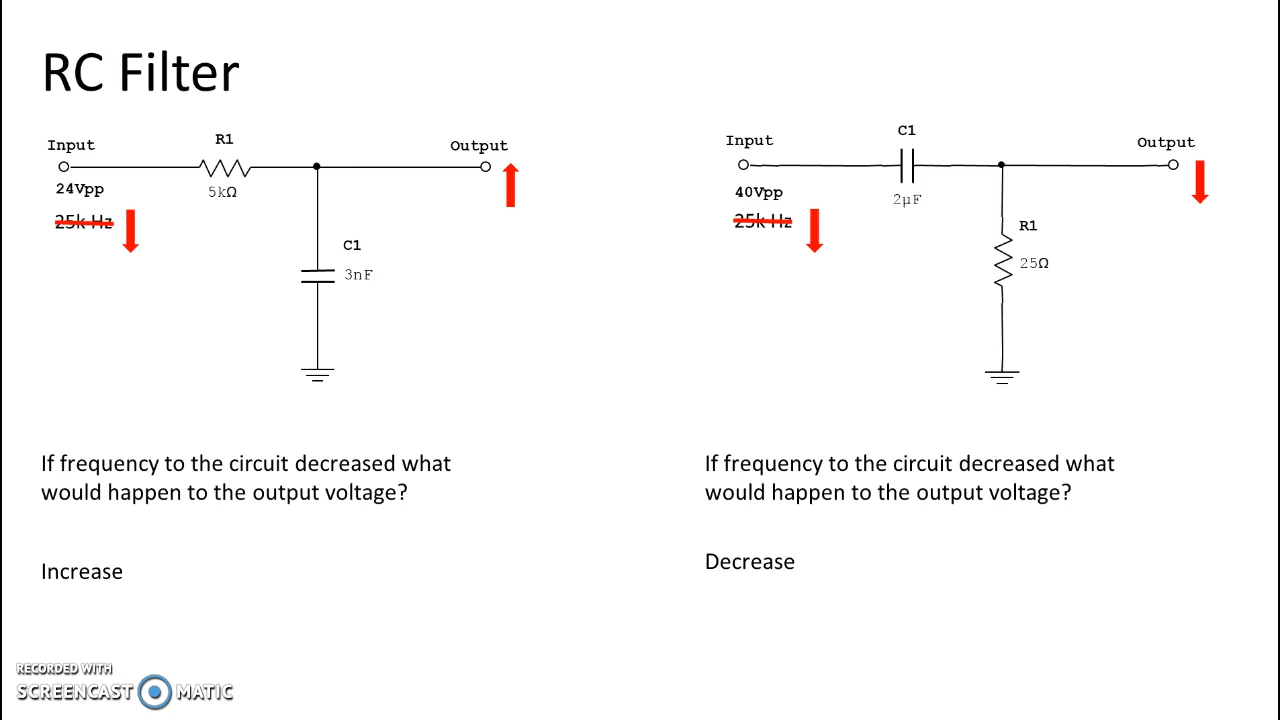 RC Filter
Input
R1
Output
24Vpp
5kΩ
25k Hz
C1
3nF
If frequency to the circuit decreased what
would happen to the output voltage?
Increase
Input
C1
Output
40Vpp
2µF
25k Hz
R1
25Ω
If frequency to the circuit decreased what
would happen to the output voltage?
Decrease
RECORDED WITH
SCREENCAST MATIC